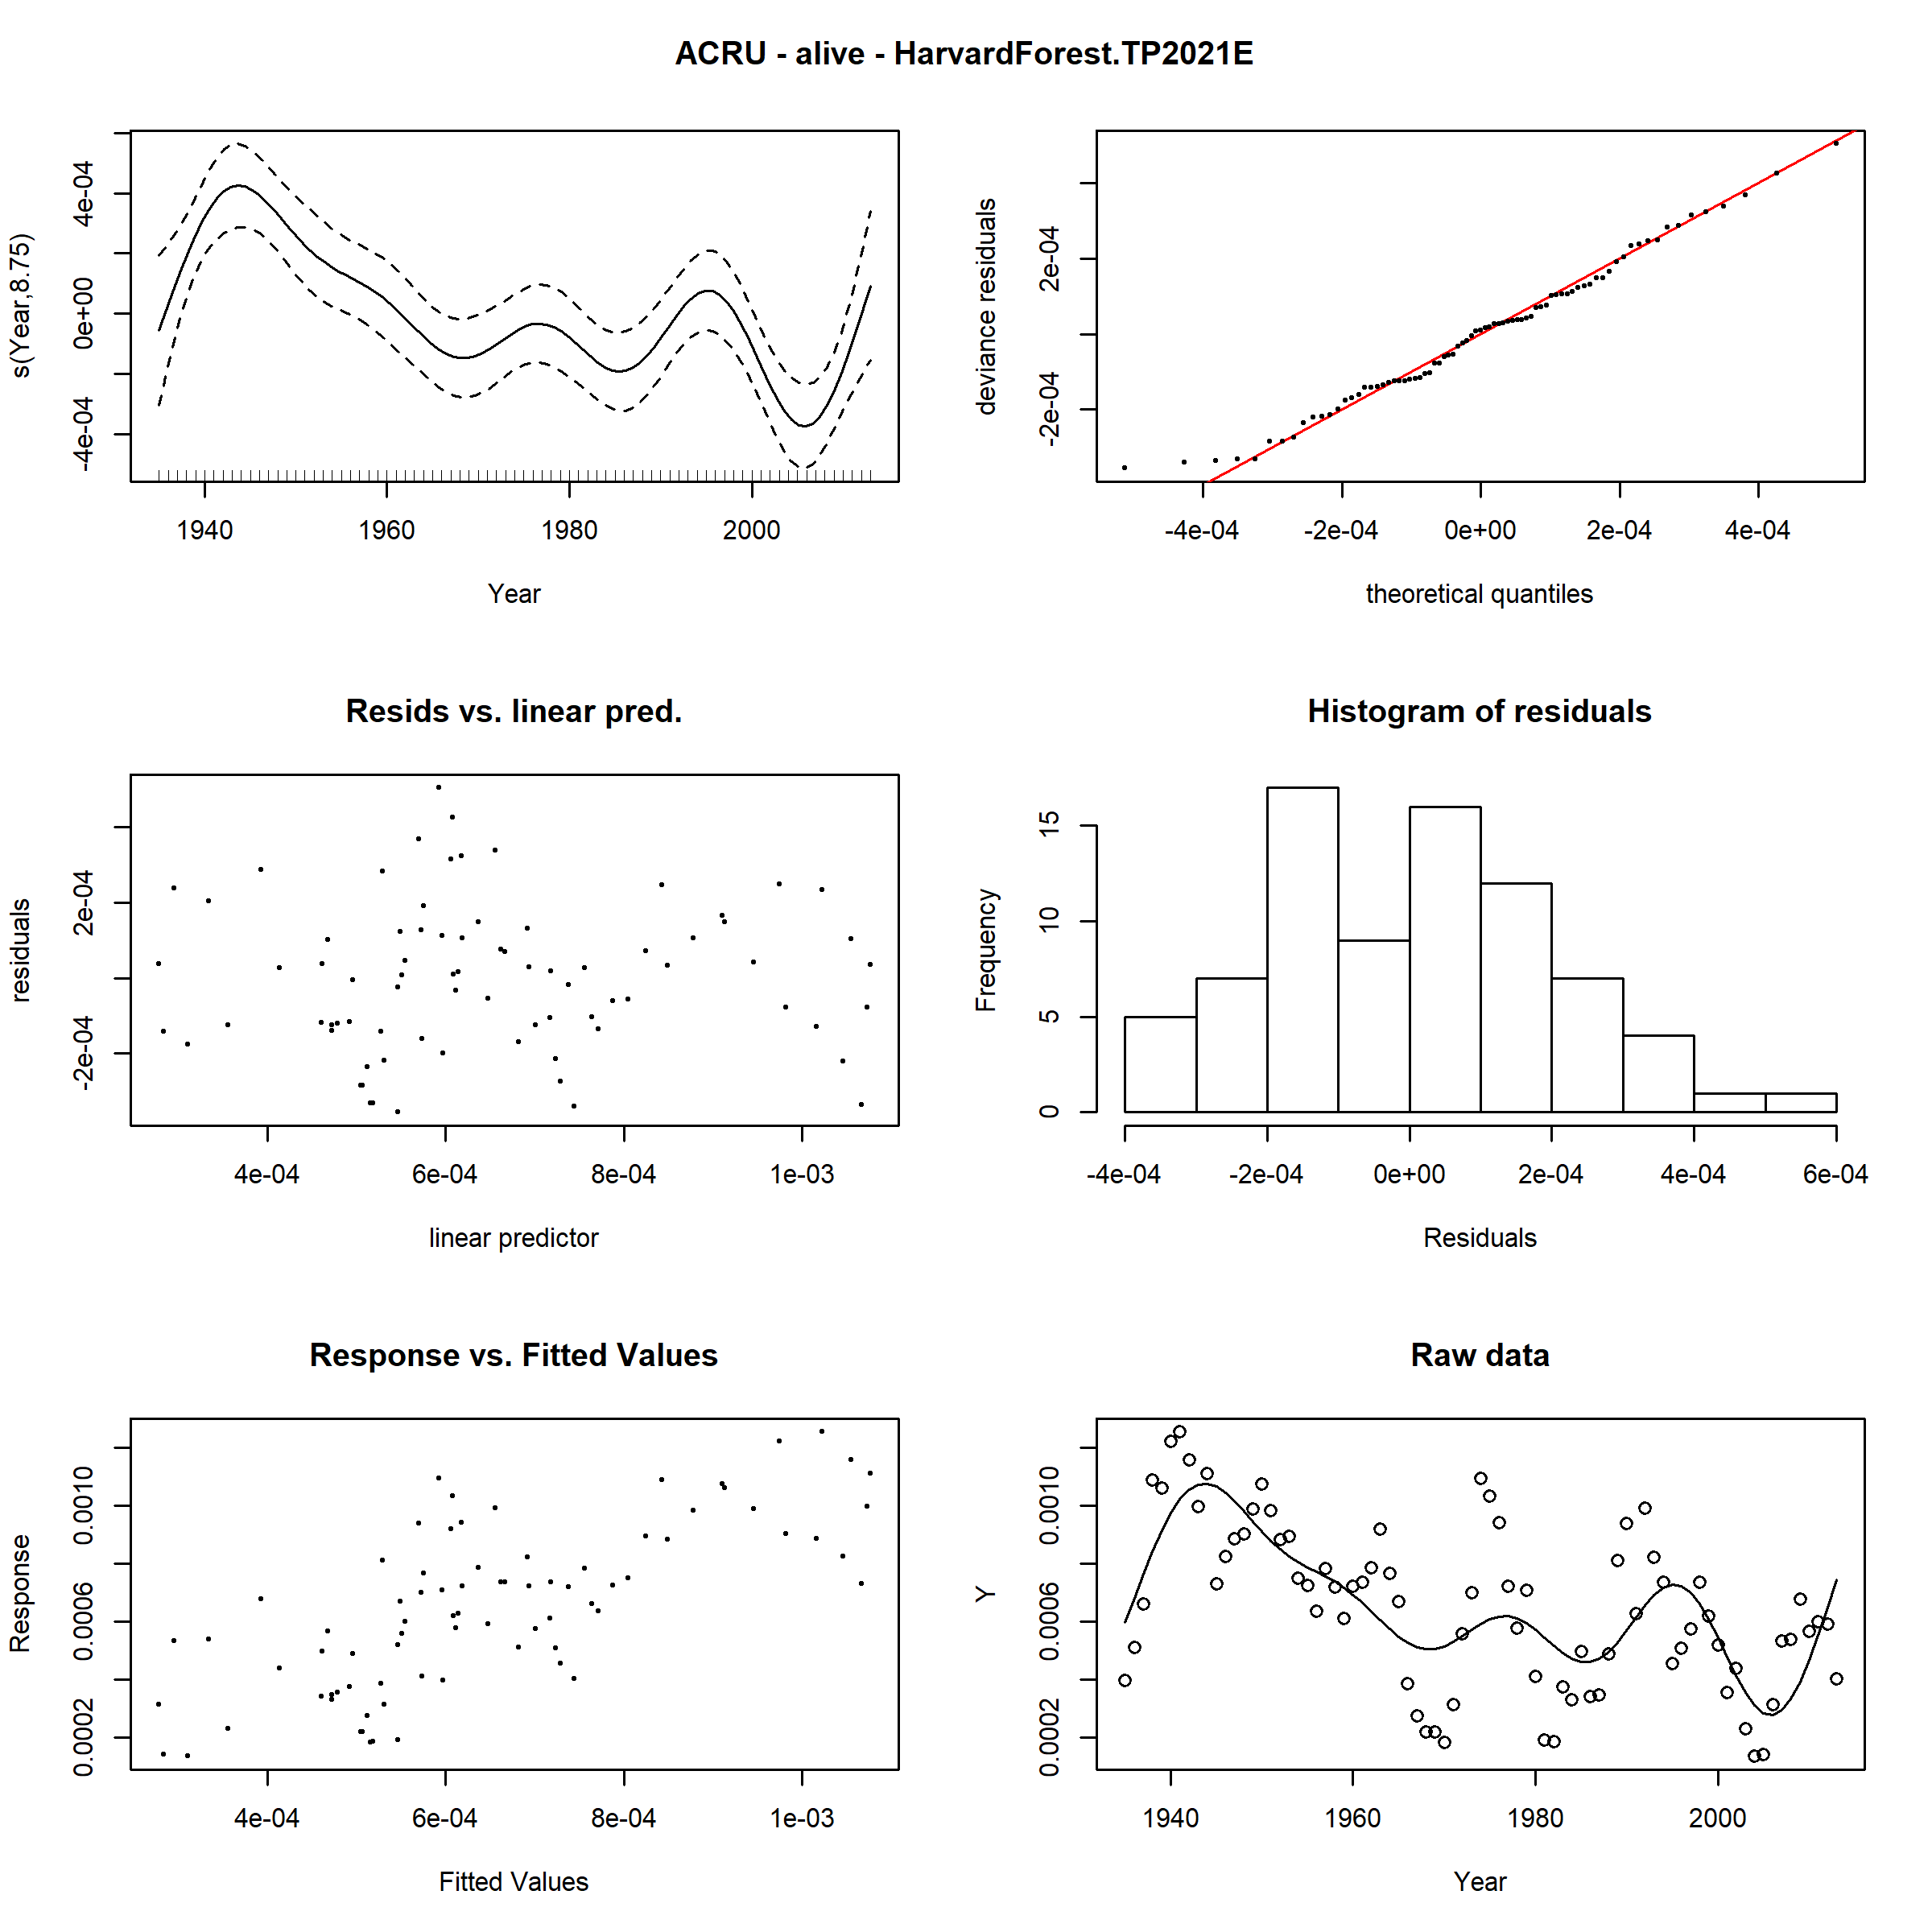 ACRU - alive - HarvardForest.TP2021E
s(Year,8.75)
-4e-04 0e+00 4e-04
1940 1960 1980 2000
Year
deviance residuals
-2e-04 2e-04
-4e-04 -2e-04 0e+00 2e-04 4e-04
theoretical quantiles
Resids vs. linear pred.
residuals
-2e-04 2e-04
4e-04 6e-04 8e-04 1e-03
linear predictor
Histogram of residuals
Frequency
0 5 10 15
-4e-04 -2e-04 0e+00 2e-04 4e-04 6e-04
Residuals
Response vs. Fitted Values
Response
0.0002 0.0006 0.0010
4e-04 6e-04 8e-04 1e-03
Fitted Values
Raw data
Y
0.0002 0.0006 0.0010
1940 1960 1980 2000
Year